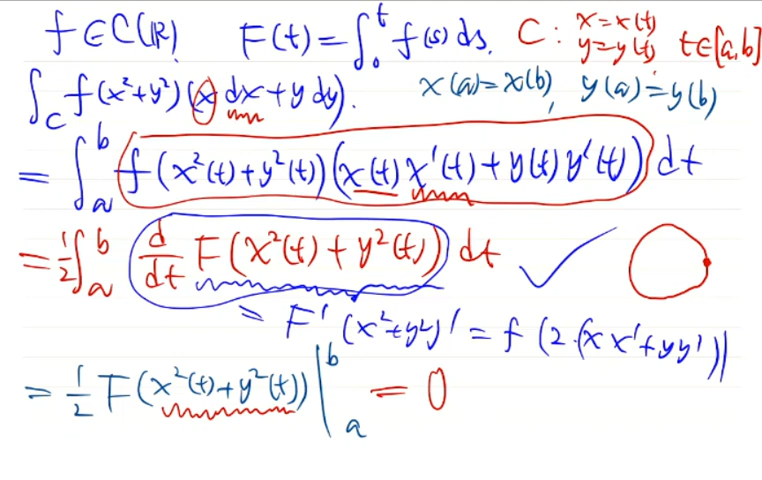 f ∈ C(ℝ) F(t) = ∫₀ᵗ f(s) ds. C: x = x(t) y = y(t) t ∈ [a,b]
∫_C f(x²+y²)(x dx + y dy). x(a) = x(b), y(a) = y(b)
= ∫ₐᵇ f(x²(t)+y²(t))(x(t) x'(t) + y(t) y'(t)) dt
= 1/2 ∫ₐᵇ d/dt F(x²(t) + y²(t)) dt ✓
= F' (x²+y²)' = f (2·(xx'+yy'))
= 1/2 F(x²(t)+y²(t)) |ₐᵇ = 0